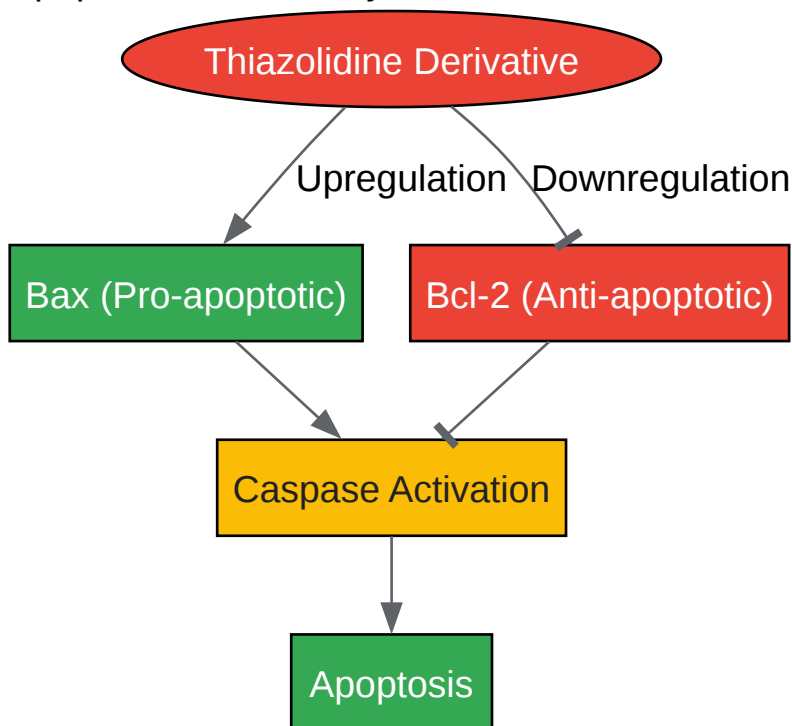 Thiazolidine Derivative
Upregulation
Downregulation
Bax (Pro-apoptotic)
Bcl-2 (Anti-apoptotic)
Caspase Activation
Apoptosis